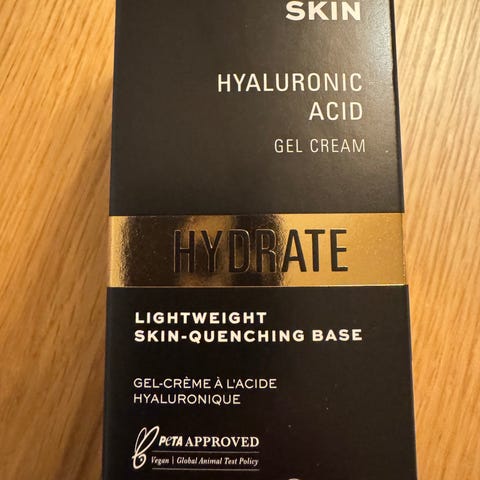 SKIN
HYALURONIC
ACID
GEL CREAM
HYDRATE
LIGHTWEIGHT
SKIN-QUENCHING BASE
GEL-CRÈME À L'ACIDE
HYALURONIQUE
PETA APPROVED
Vegan | Global Animal Test Policy